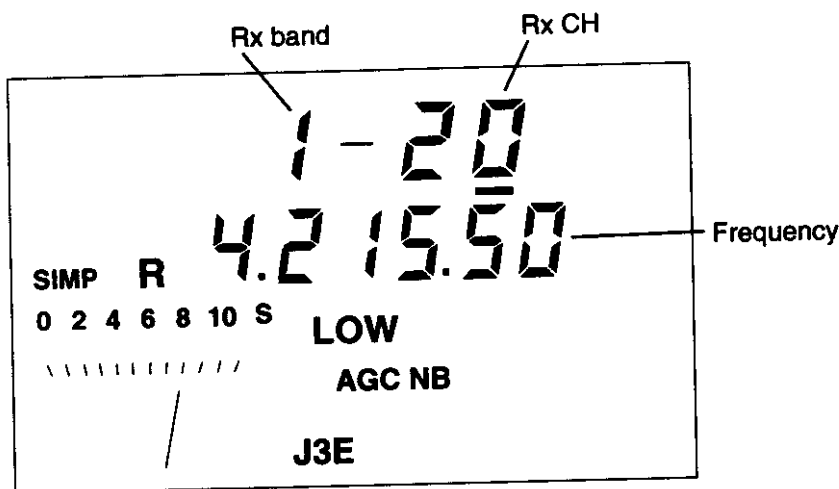 Rx band
Rx CH
1-20
4.215.50
Frequency
SIMP R
0 2 4 6 8 10 S
LOW
AGC NB
J3E